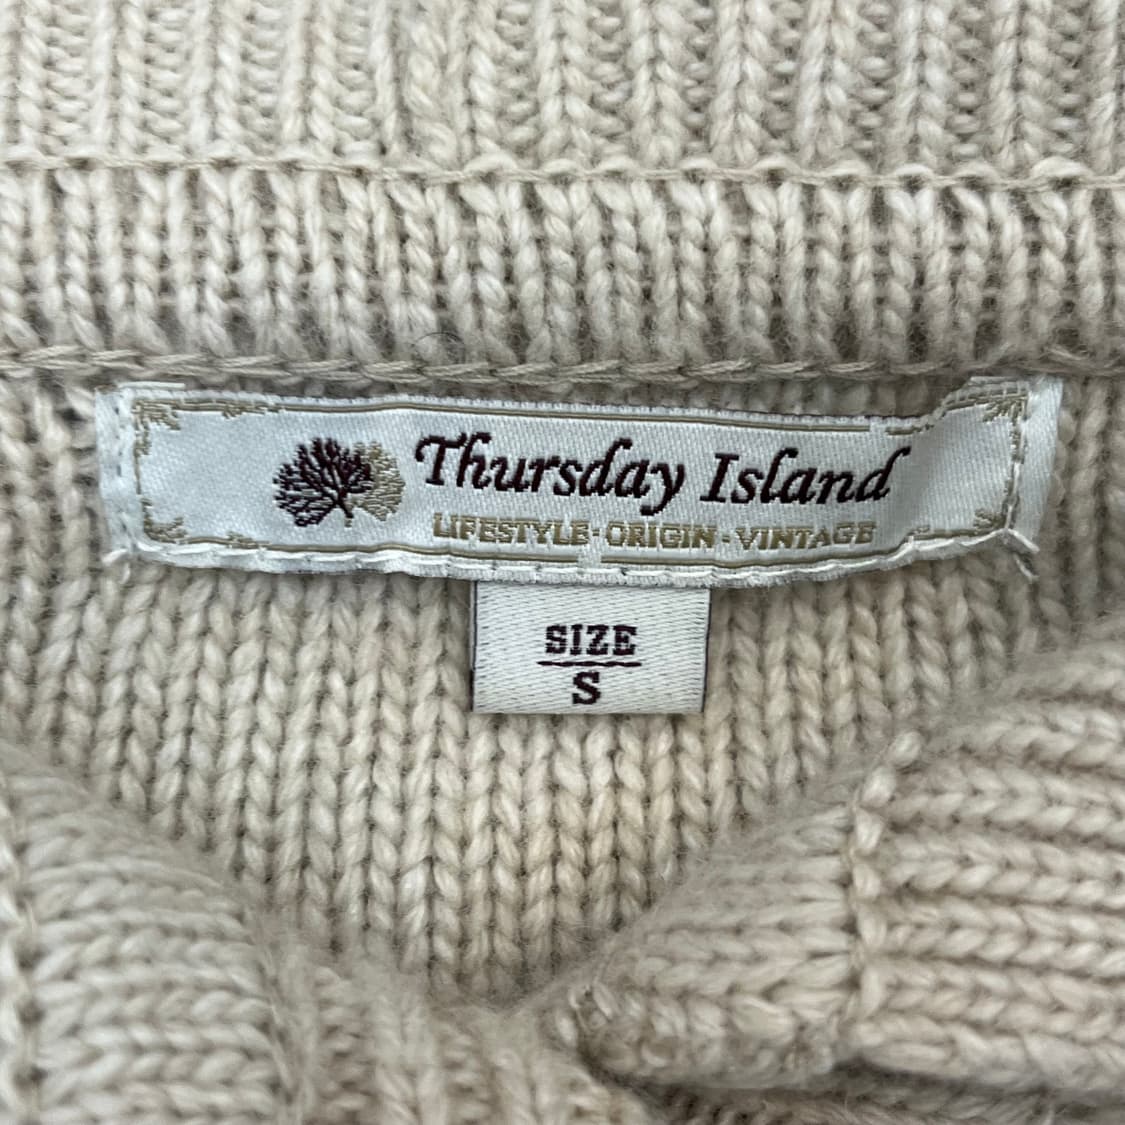 Thursday Island
LIFESTYLE·ORIGIN·VINTAGE
SIZE
S